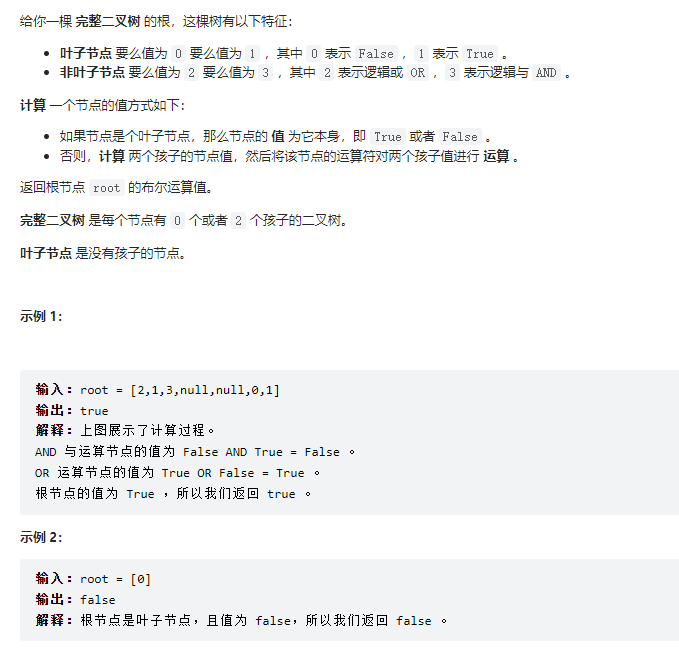 给你一棵 完整二叉树 的根，这棵树有以下特征：
叶子节点 要么值为 0 要么值为 1 ，其中 0 表示 False ，1 表示 True 。
非叶子节点 要么值为 2 要么值为 3 ，其中 2 表示逻辑或 OR ，3 表示逻辑与 AND 。
计算 一个节点的值方式如下：
如果节点是个叶子节点，那么节点的 值 为它本身，即 True 或者 False 。
否则，计算 两个孩子的节点值，然后将该节点的运算符对两个孩子值进行 运算 。
返回根节点 root 的布尔运算值。
完整二叉树 是每个节点有 0 个或者 2 个孩子的二叉树。
叶子节点 是没有孩子的节点。
示例 1：
输入：root = [2,1,3,null,null,0,1]
输出：true
解释：上图展示了计算过程。
AND 与运算节点的值为 False AND True = False 。
OR 运算节点的值为 True OR False = True 。
根节点的值为 True ，所以我们返回 true 。
示例 2：
输入：root = [0]
输出：false
解释：根节点是叶子节点，且值为 false，所以我们返回 false 。